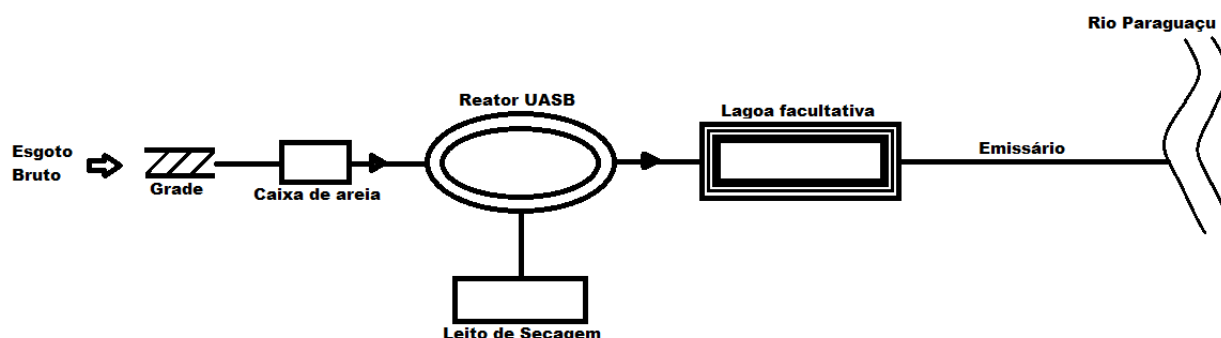 Rio Paraguaçu
Reator UASB
Lagoa facultativa
Esgoto
Bruto
Grade
Caixa de areia
Emissário
Leito de Secagem